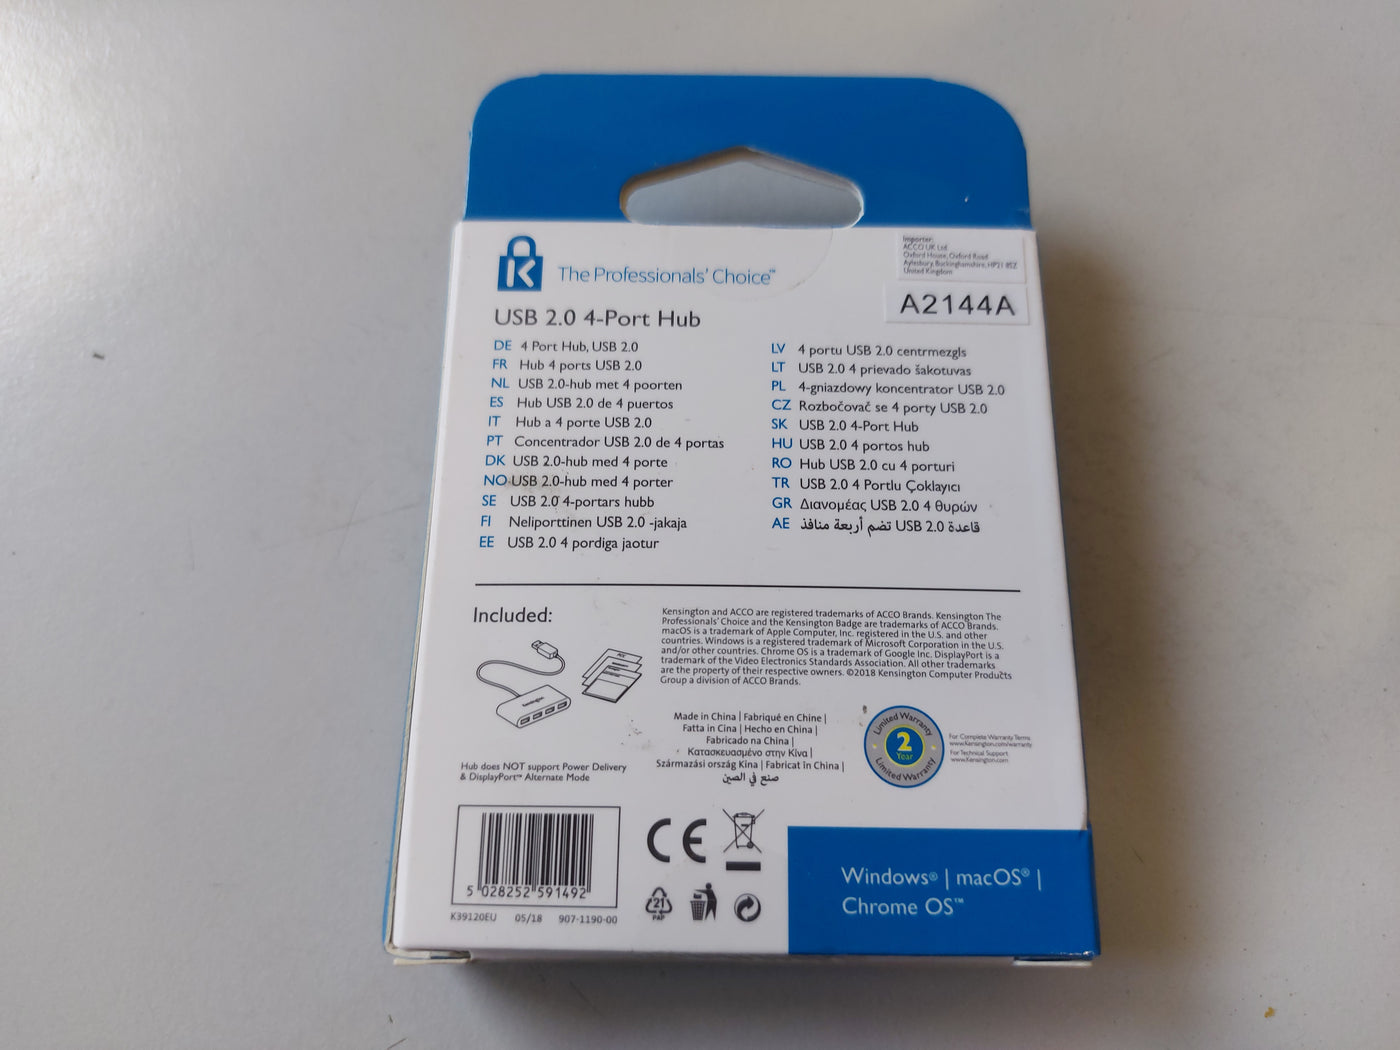 K The Professionals' Choice™
Importer:
ACCO UK Ltd
Oxford House, Oxford Road
Aylesbury, Buckinghamshire, HP21 8SZ
United Kingdom
A2144A
USB 2.0 4-Port Hub
DE 4 Port Hub, USB 2.0
FR Hub 4 ports USB 2.0
NL USB 2.0-hub met 4 poorten
ES Hub USB 2.0 de 4 puertos
IT Hub a 4 porte USB 2.0
PT Concentrador USB 2.0 de 4 portas
DK USB 2.0-hub med 4 porte
NO USB 2.0-hub med 4 porter
SE USB 2.0 4-portars hubb
FI Neliporttinen USB 2.0 -jakaja
EE USB 2.0 4 pordiga jaotur
LV 4 portu USB 2.0 centrmezgls
LT USB 2.0 4 prievado šakotuvas
PL 4-gniazdowy koncentrator USB 2.0
CZ Rozbočovač se 4 porty USB 2.0
SK USB 2.0 4-Port Hub
HU USB 2.0 4 portos hub
RO Hub USB 2.0 cu 4 porturi
TR USB 2.0 4 Portlu Çoklayıcı
GR Διανομέας USB 2.0 4 θυρών
AE قاعدة USB 2.0 تضم أربعة منافذ
Included:
Kensington
Hub does NOT support Power Delivery
& DisplayPort™ Alternate Mode
Kensington and ACCO are registered trademarks of ACCO Brands. Kensington The
Professionals' Choice and the Kensington Badge are trademarks of ACCO Brands.
macOS is a trademark of Apple Computer, Inc. registered in the U.S. and other
countries. Windows is a registered trademark of Microsoft Corporation in the U.S.
and/or other countries. Chrome OS is a trademark of Google Inc. DisplayPort is a
trademark of the Video Electronics Standards Association. All other trademarks
are the property of their respective owners. ©2018 Kensington Computer Products
Group a division of ACCO Brands.
Made in China | Fabriqué en Chine |
Fatta in Cina | Hecho en China |
Fabricado na China |
Κατασκευασμένο στην Κίνα |
Származási ország Kína | Fabricat în China |
صنع في الصين
Limited Warranty
2
Year
Limited Warranty
For Complete Warranty Terms
www.kensington.com/warranty
For Technical Support
www.Kensington.com
5 028252 591492
K39120EU 05/18 907-1190-00
CE
21
PAP
Windows® | macOS® |
Chrome OS™